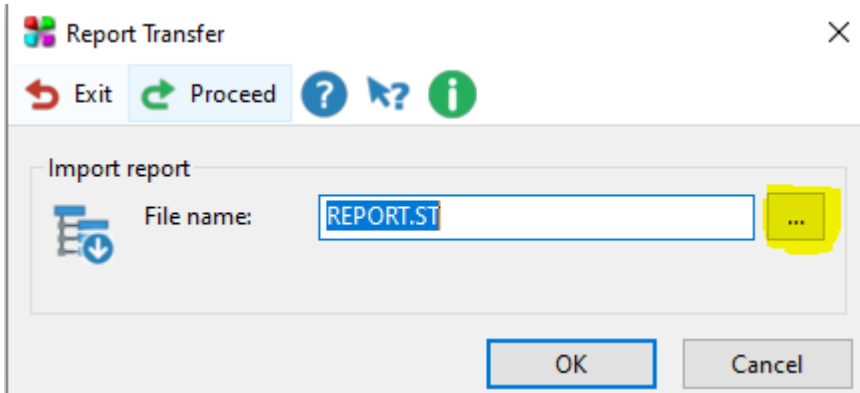 Report Transfer
Exit Proceed ? ? i
Import report
File name: REPORT.ST ...
OK Cancel